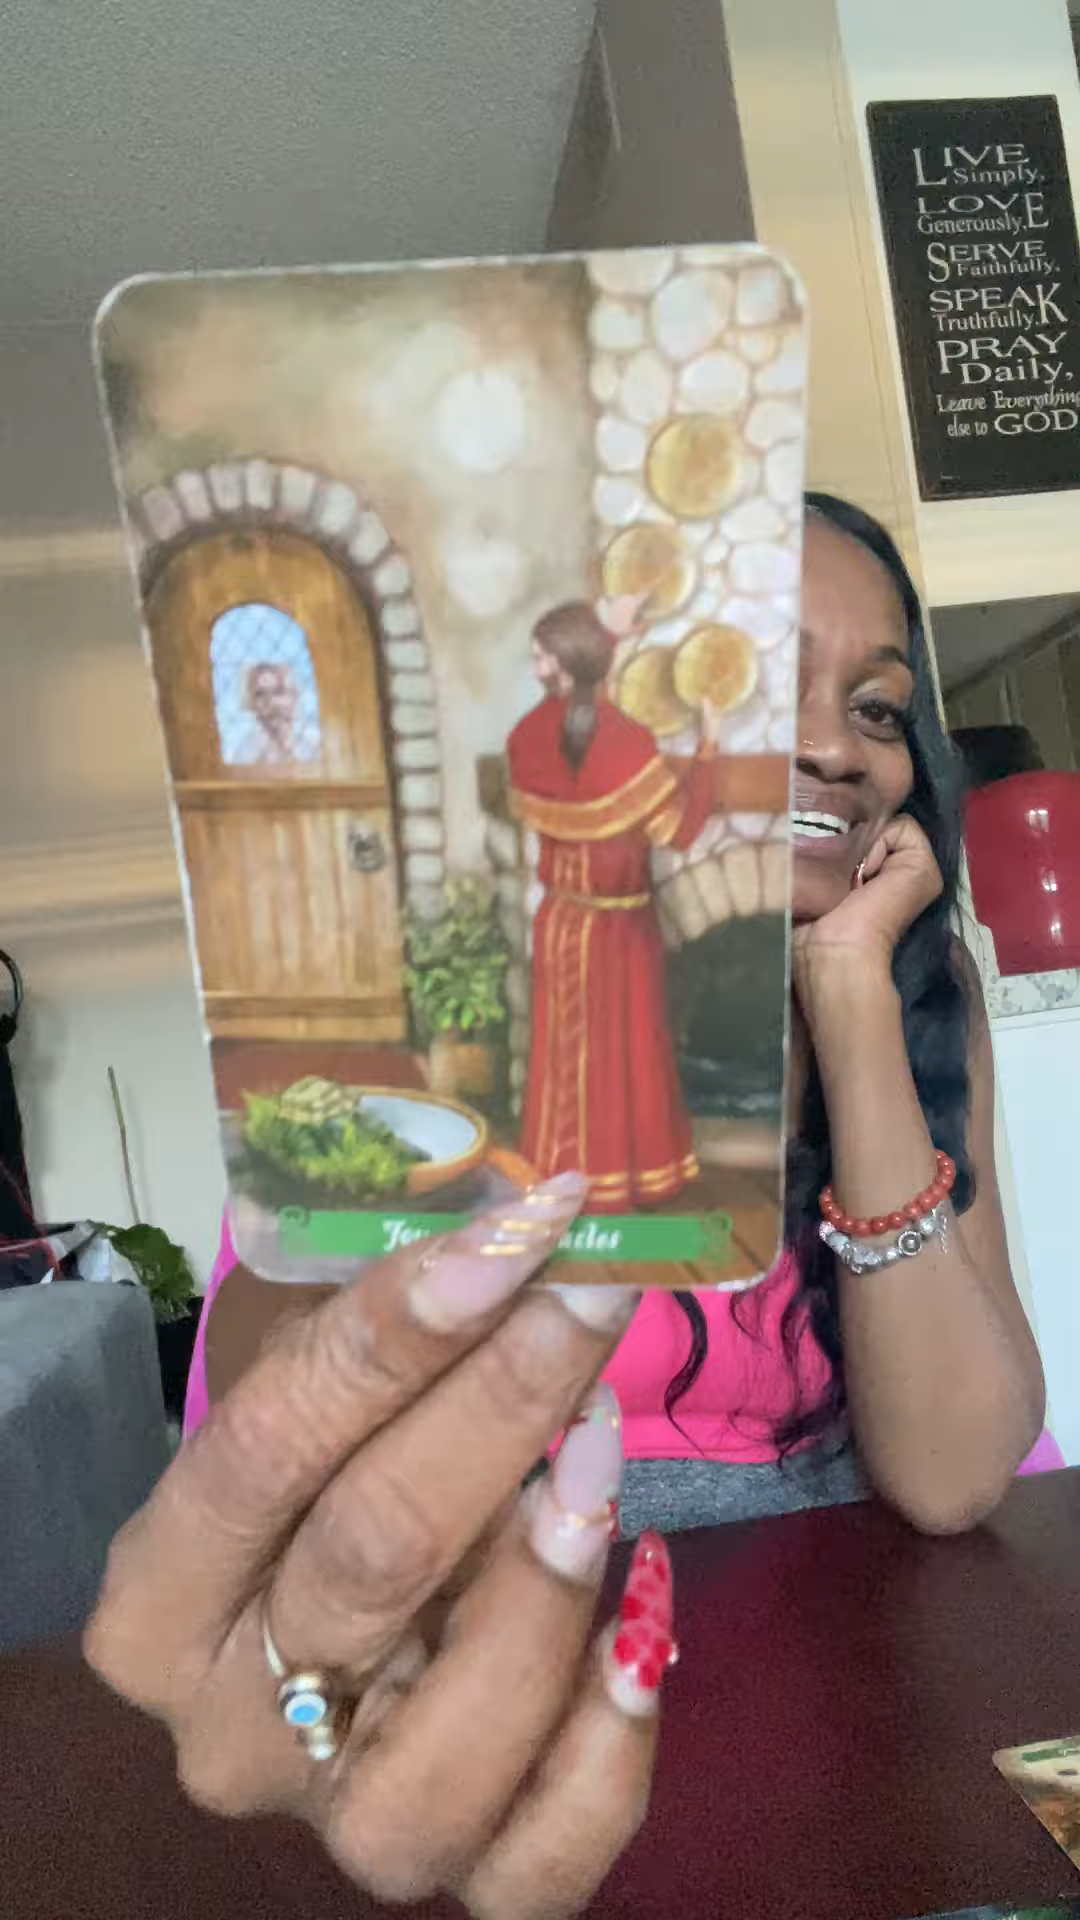 LIVE
Simply,
LOVE
Generously,
SERVE
Faithfully,
SPEAK
Truthfully,
PRAY
Daily,
Leave Everything
else to GOD